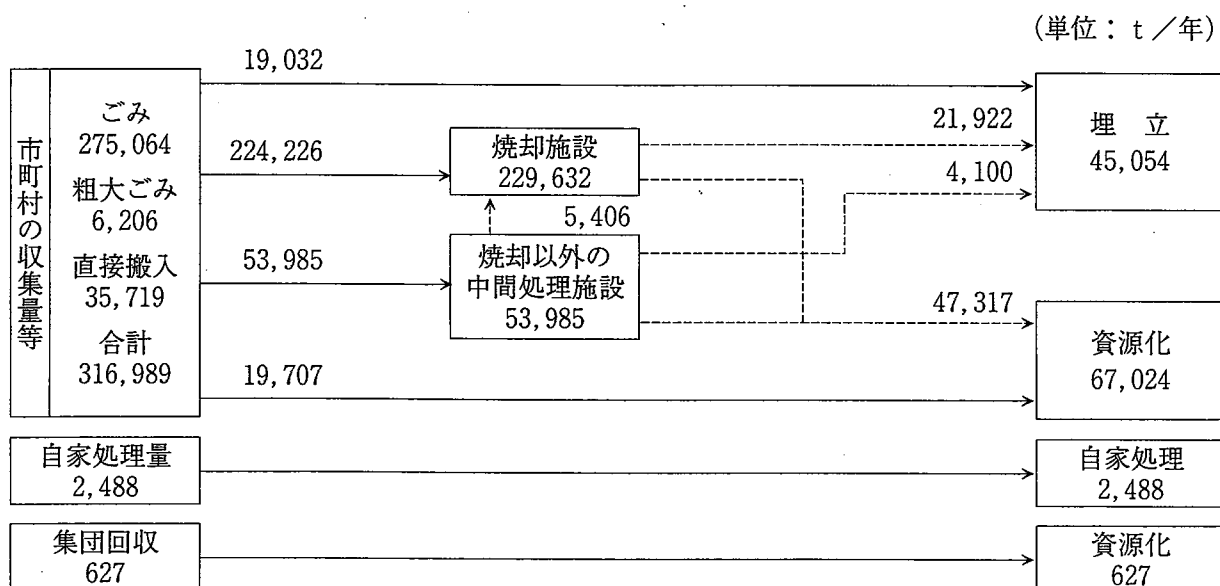 (単位：t／年)
市町村の収集量等
ごみ
275,064
粗大ごみ
6,206
直接搬入
35,719
合計
316,989
19,032
224,226
53,985
19,707
焼却施設
229,632
5,406
焼却以外の
中間処理施設
53,985
21,922
4,100
47,317
埋 立
45,054
資源化
67,024
自家処理量
2,488
自家処理
2,488
集団回収
627
資源化
627